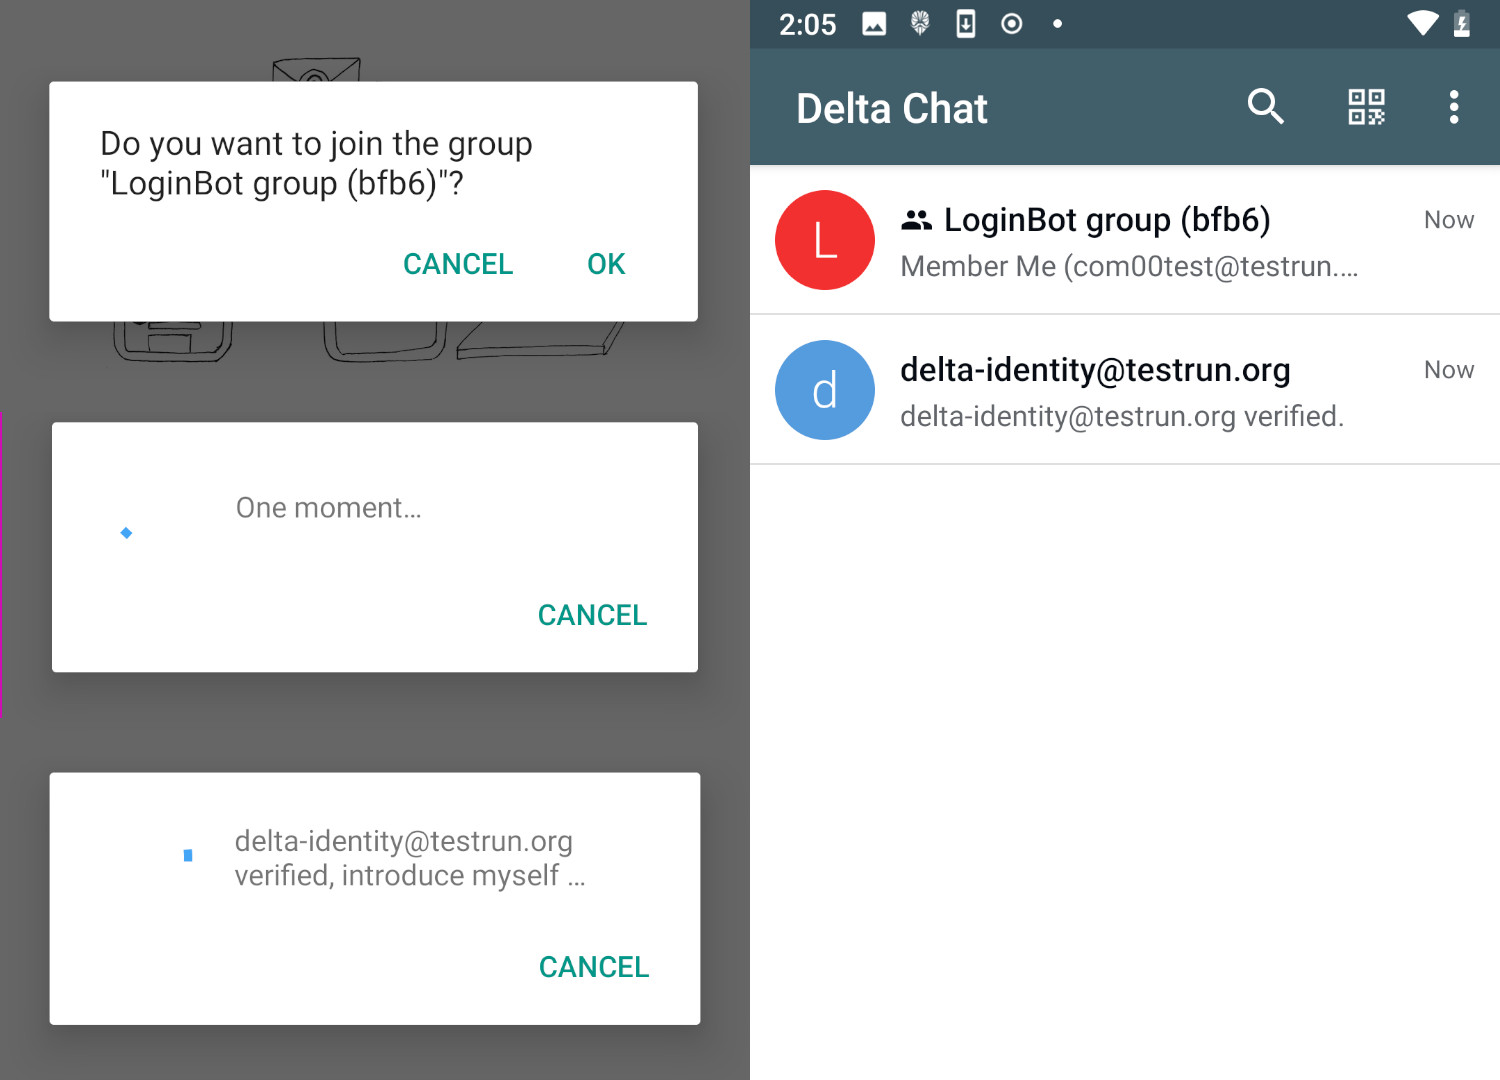 Do you want to join the group
"LoginBot group (bfb6)"?
CANCEL OK
One moment…
CANCEL
delta-identity@testrun.org
verified, introduce myself …
CANCEL
2:05
Delta Chat
L
LoginBot group (bfb6)
Now
Member Me (com00test@testrun.…
d
delta-identity@testrun.org
Now
delta-identity@testrun.org verified.